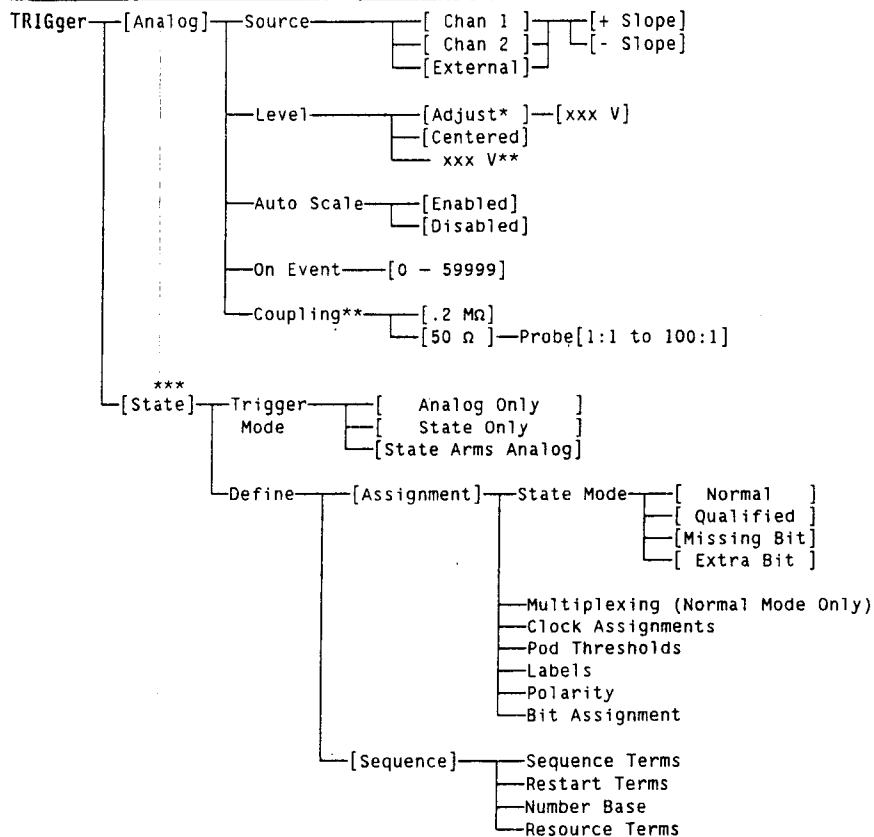 TRIGger [Analog] Source [ Chan 1 ] [+ Slope]
[ Chan 2 ] [- Slope]
[External]
Level [Adjust* ] [xxx V]
[Centered]
xxx V**
Auto Scale [Enabled]
[Disabled]
On Event [0 - 59999]
Coupling** [.2 MΩ]
[50 Ω ] Probe[1:1 to 100:1]
***
[State] Trigger [ Analog Only ]
Mode [ State Only ]
[State Arms Analog]
Define [Assignment] State Mode [ Normal ]
[ Qualified ]
[Missing Bit]
[ Extra Bit ]
Multiplexing (Normal Mode Only)
Clock Assignments
Pod Thresholds
Labels
Polarity
Bit Assignment
[Sequence] Sequence Terms
Restart Terms
Number Base
Resource Terms